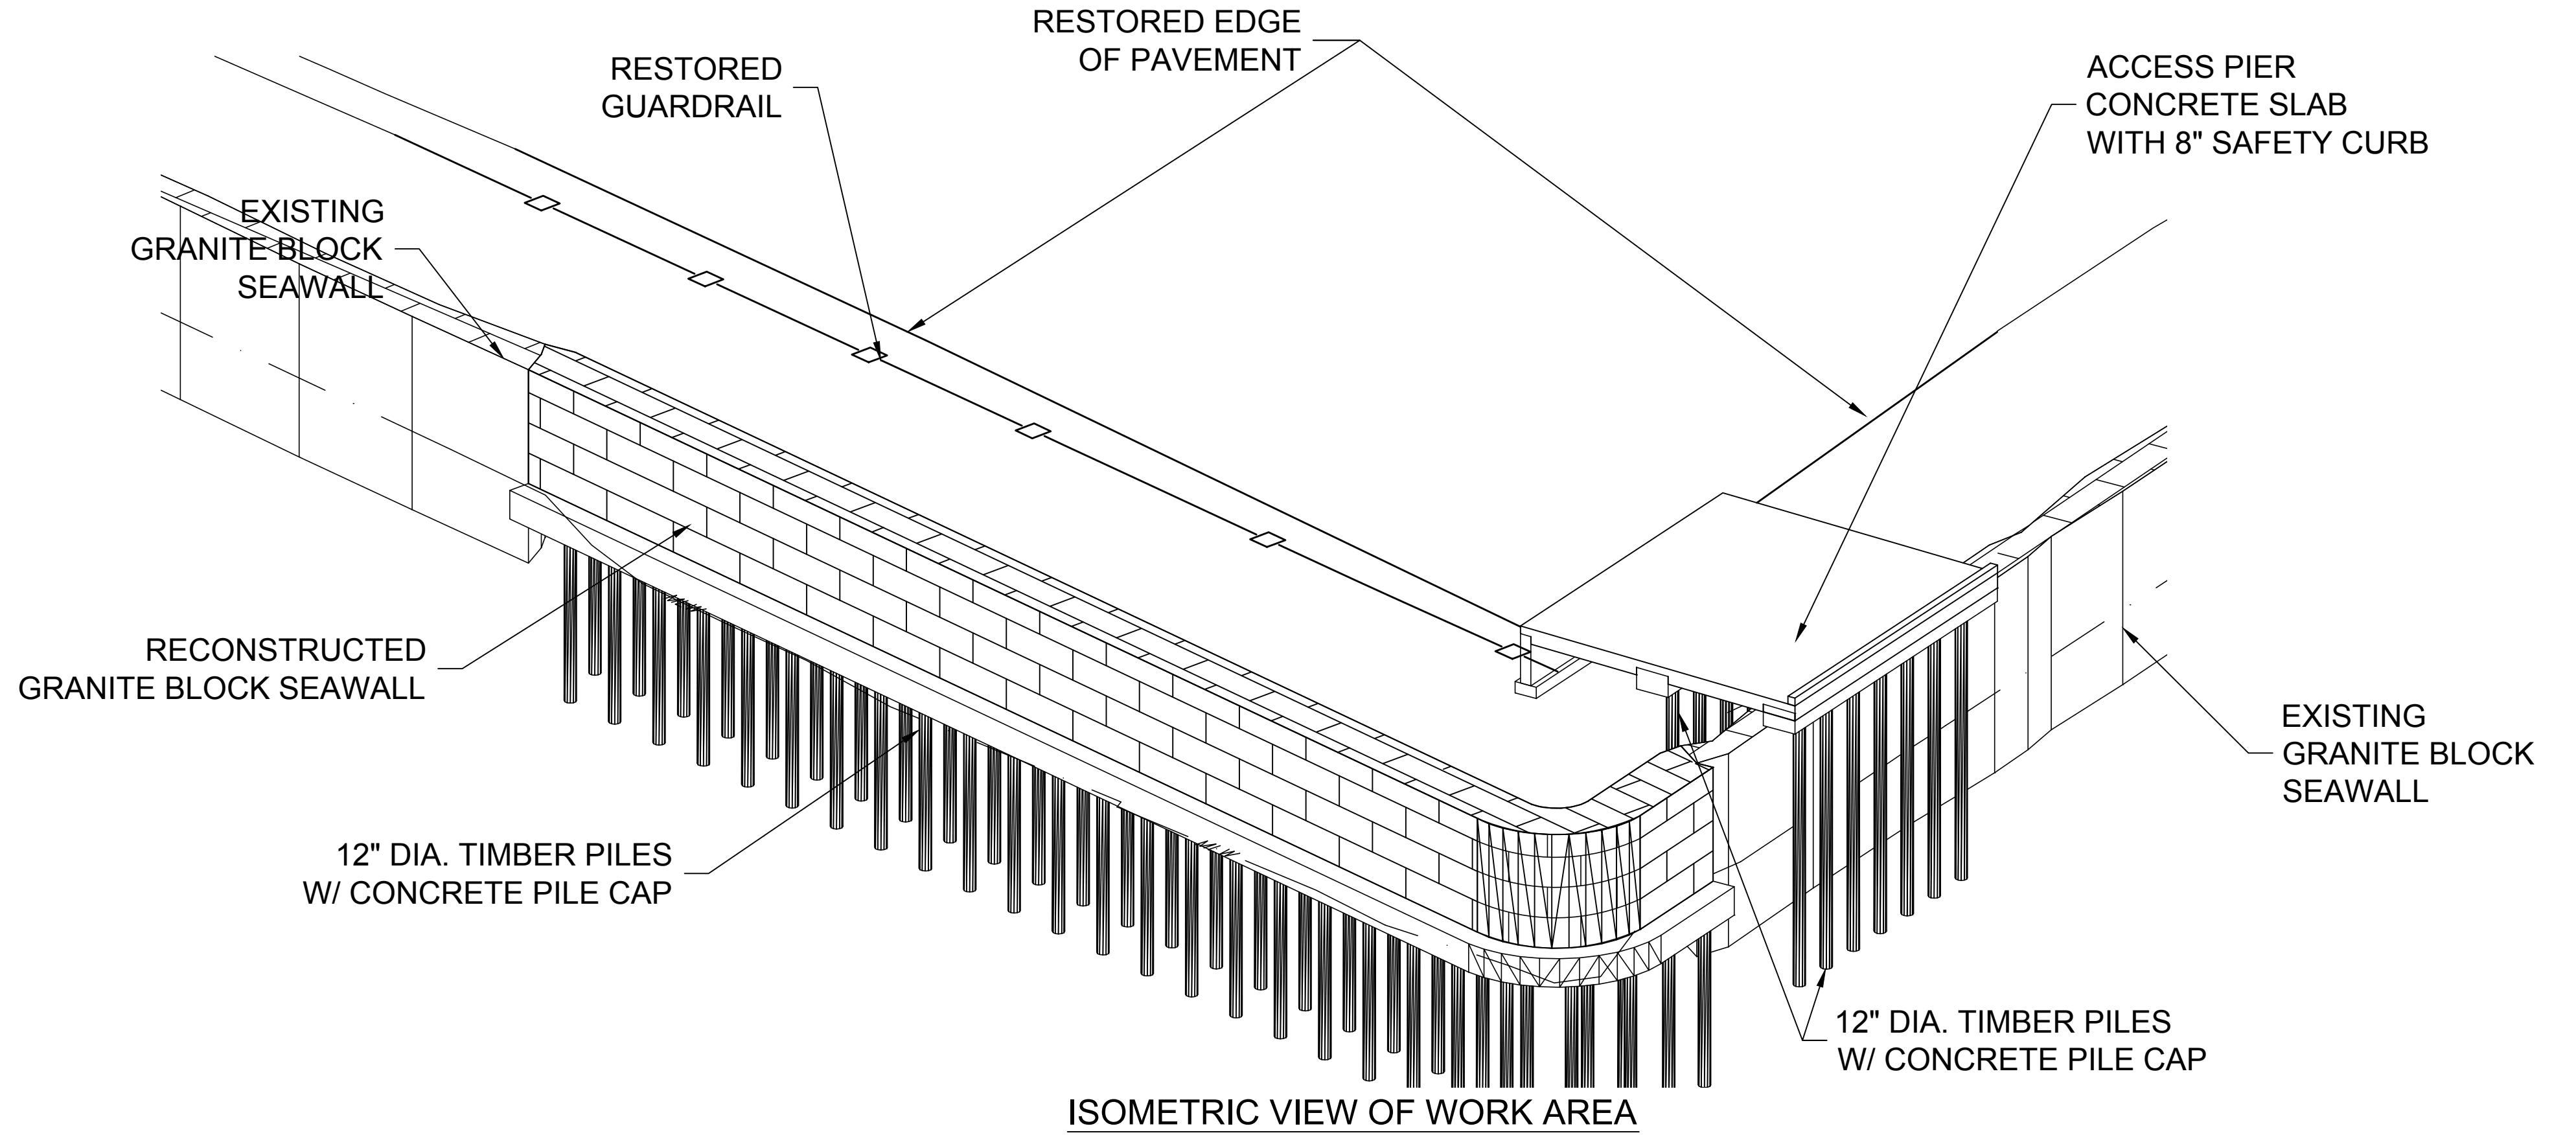 RESTORED EDGE
OF PAVEMENT
RESTORED
GUARDRAIL
ACCESS PIER
CONCRETE SLAB
WITH 8" SAFETY CURB
EXISTING
GRANITE BLOCK
SEAWALL
RECONSTRUCTED
GRANITE BLOCK SEAWALL
EXISTING
GRANITE BLOCK
SEAWALL
12" DIA. TIMBER PILES
W/ CONCRETE PILE CAP
12" DIA. TIMBER PILES
W/ CONCRETE PILE CAP
ISOMETRIC VIEW OF WORK AREA